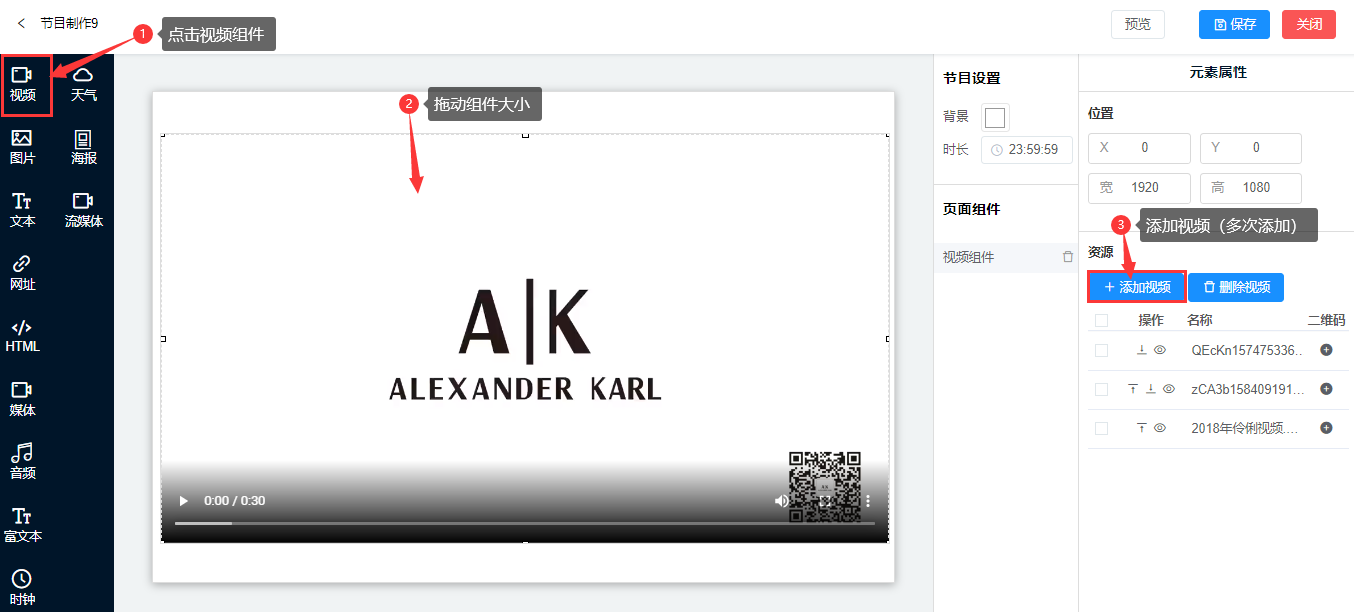 节目制作9
1 点击视频组件
预览
保存
关闭
视频
天气
图片
海报
文本
流媒体
网址
HTML
媒体
音频
富文本
时钟
2 拖动组件大小
A|K
ALEXANDER KARL
0:00 / 0:30
节目设置
背景
时长 23:59:59
页面组件
视频组件
元素属性
位置
X 0 Y 0
宽 1920 高 1080
3 添加视频（多次添加）
资源
+ 添加视频 删除视频
操作 名称 二维码
QEcKn157475336..
zCA3b158409191...
2018年伶俐视频....